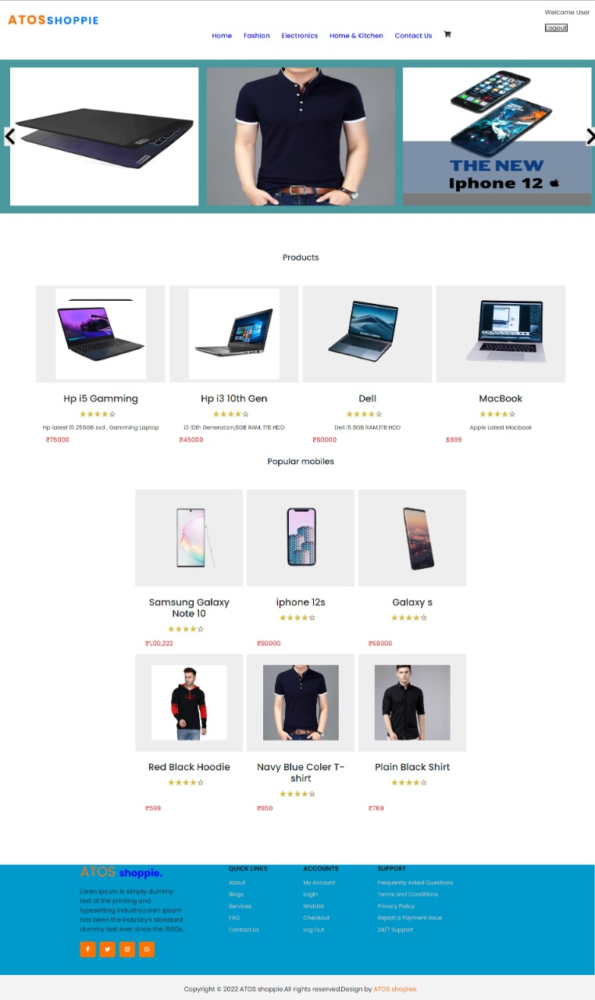 ATOSSHOPPIE
Welcome User
Logout
Home Fashion Electronics Home & Kitchen Contact Us
THE NEW
Iphone 12
Products
Hp i5 Gamming
Hp i3 10th Gen
Dell
MacBook
Hp latest i5 256GB ssd , Gamming Laptop
i3 10th Generation,8GB RAM, 1TB HDD
Dell i5 8GB RAM,1TB HDD
Apple Latest Macbook
₹75000
₹45000
₹60000
$899
Popular mobiles
Samsung Galaxy
Note 10
iphone 12s
Galaxy s
₹1,00,222
₹80000
₹68000
Red Black Hoodie
Navy Blue Coler T-
shirt
Plain Black Shirt
₹599
₹850
₹769
ATOS shoppie.
Loren Ipsum is simply dummy
text of the printing and
typesetting industry.Loren ipsum
has been the industry's standard
dummy text ever since the 1500s.
QUICK LINKS
About
Blogs
Services
FAQ
Contact Us
ACCOUNTS
My Account
Login
Wishlist
Checkout
Log Out
SUPPORT
Frequently Asked Questions
Terms and Conditions
Privacy Policy
Report a Payment Issue
24/7 Support
Copyright © 2022 ATOS shoppie.All rights reserved.Design by ATOS shopiee.